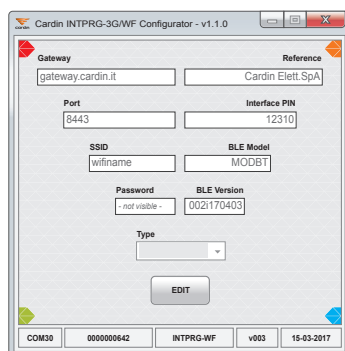 Cardin INTPRG-3G/WF Configurator - v1.1.0
Gateway Reference
gateway.cardin.it Cardin Elett.SpA
Port Interface PIN
8443 12310
SSID BLE Model
wifiname MODBT
Password BLE Version
- not visible - 002i170403
Type
EDIT
COM30 0000000642 INTPRG-WF v003 15-03-2017